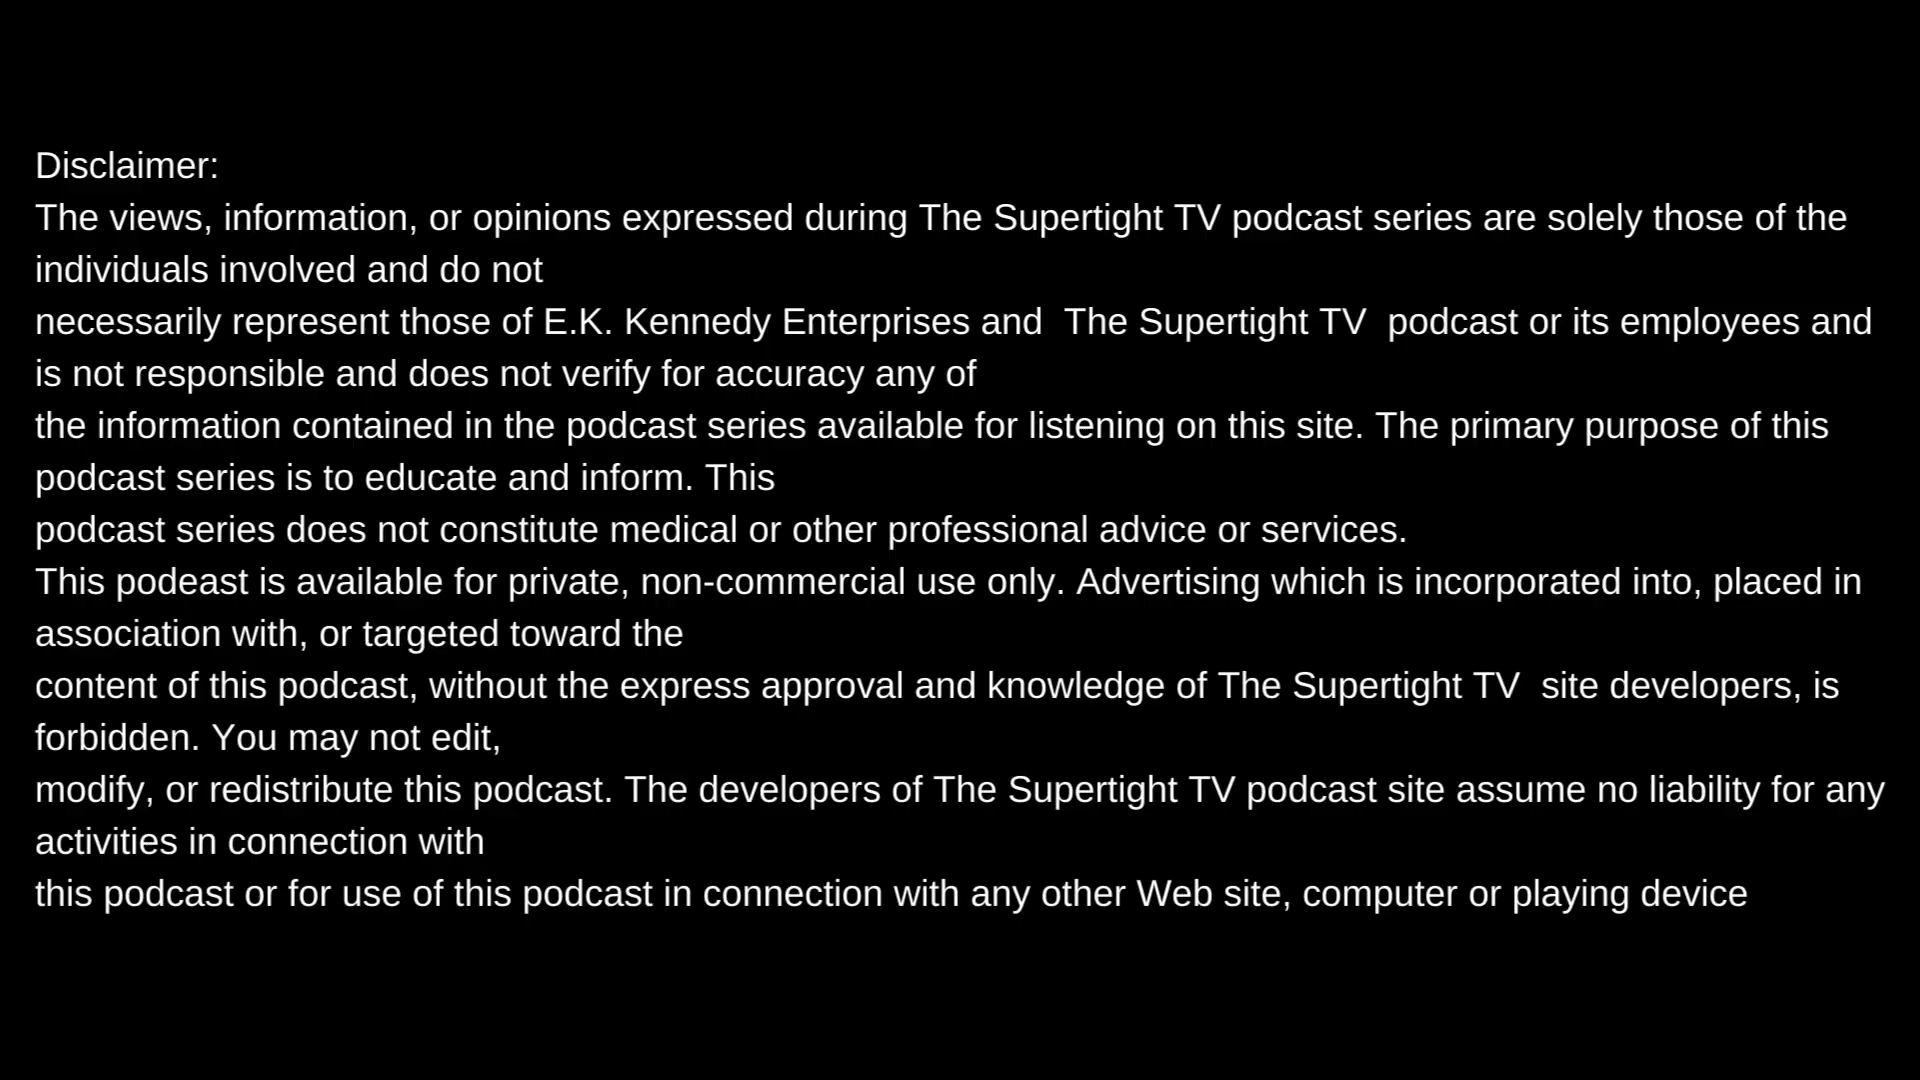 Disclaimer:
The views, information, or opinions expressed during The Supertight TV podcast series are solely those of the
individuals involved and do not
necessarily represent those of E.K. Kennedy Enterprises and  The Supertight TV  podcast or its employees and
is not responsible and does not verify for accuracy any of
the information contained in the podcast series available for listening on this site. The primary purpose of this
podcast series is to educate and inform. This
podcast series does not constitute medical or other professional advice or services.
This podeast is available for private, non-commercial use only. Advertising which is incorporated into, placed in
association with, or targeted toward the
content of this podcast, without the express approval and knowledge of The Supertight TV  site developers, is
forbidden. You may not edit,
modify, or redistribute this podcast. The developers of The Supertight TV podcast site assume no liability for any
activities in connection with
this podcast or for use of this podcast in connection with any other Web site, computer or playing device